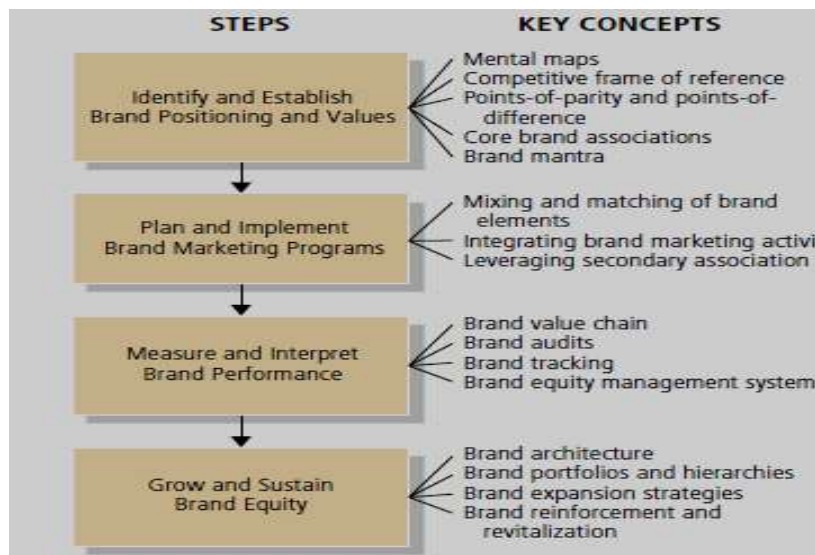 STEPS
KEY CONCEPTS
Identify and Establish
Brand Positioning and Values
Mental maps
Competitive frame of reference
Points-of-parity and points-of-
difference
Core brand associations
Brand mantra
Plan and Implement
Brand Marketing Programs
Mixing and matching of brand
elements
Integrating brand marketing activi
Leveraging secondary association
Measure and Interpret
Brand Performance
Brand value chain
Brand audits
Brand tracking
Brand equity management system
Grow and Sustain
Brand Equity
Brand architecture
Brand portfolios and hierarchies
Brand expansion strategies
Brand reinforcement and
revitalization